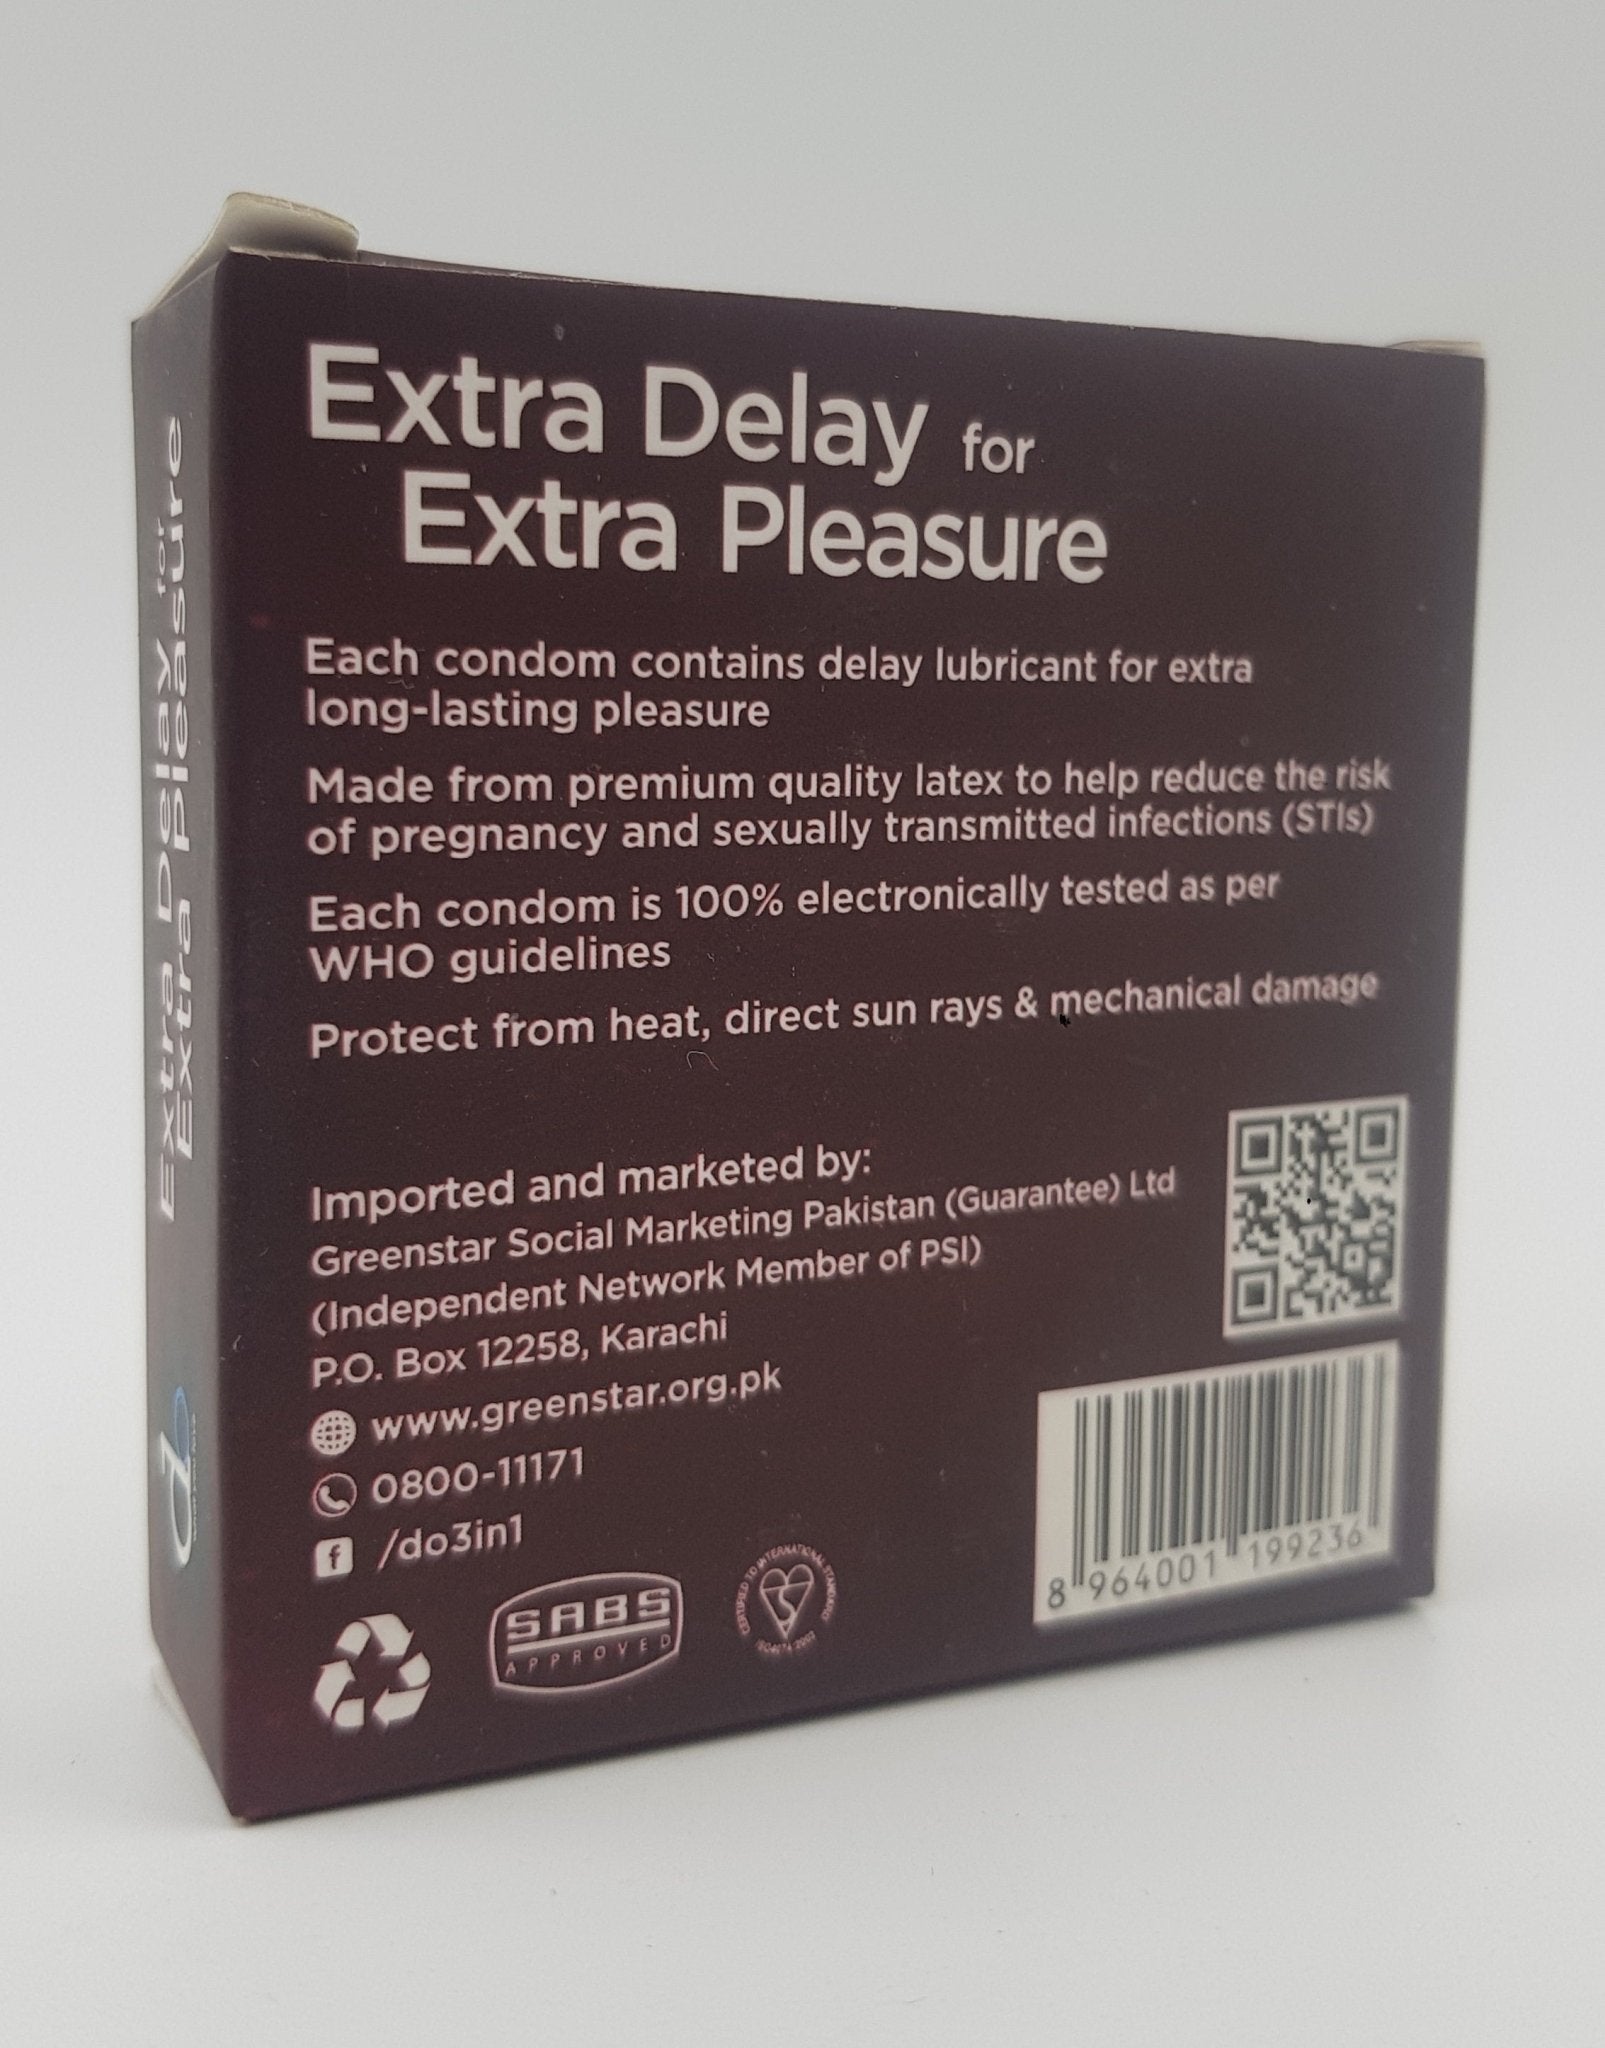 Extra Delay for
Extra Pleasure
Each condom contains delay lubricant for extra
long-lasting pleasure
Made from premium quality latex to help reduce the risk
of pregnancy and sexually transmitted infections (STIs)
Each condom is 100% electronically tested as per
WHO guidelines
Protect from heat, direct sun rays & mechanical damage
Imported and marketed by:
Greenstar Social Marketing Pakistan (Guarantee) Ltd
(Independent Network Member of PSI)
P.O. Box 12258, Karachi
www.greenstar.org.pk
0800-11171
/do3in1
SABS
APPROVED
CERTIFIED TO INTERNATIONAL STANDARD
8 964001 199236
Extra Delay for
Extra Pleasure